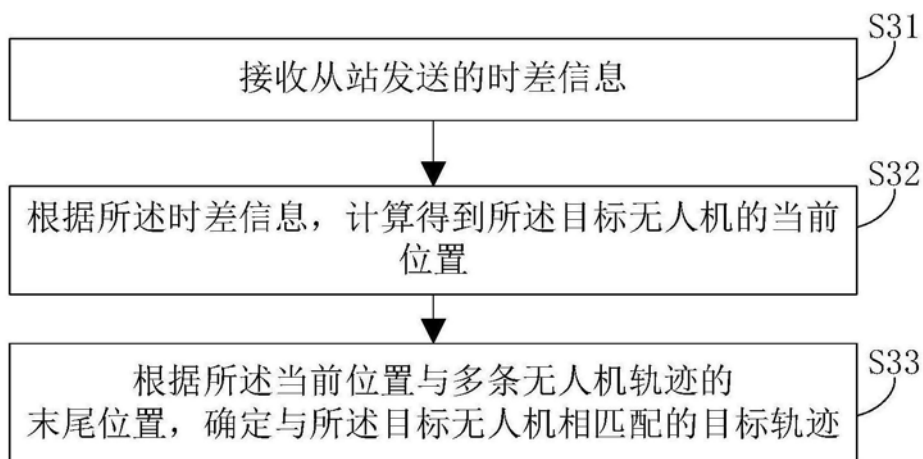 S31
接收从站发送的时差信息
S32
根据所述时差信息，计算得到所述目标无人机的当前
位置
S33
根据所述当前位置与多条无人机轨迹的
末尾位置，确定与所述目标无人机相匹配的目标轨迹